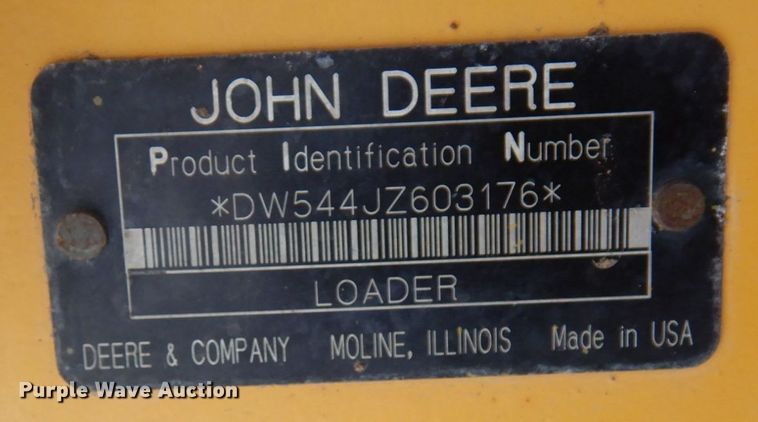 JOHN DEERE
Product Identification Number
*DW544JZ603176*
LOADER
DEERE & COMPANY MOLINE, ILLINOIS Made in USA
Purple Wave Auction